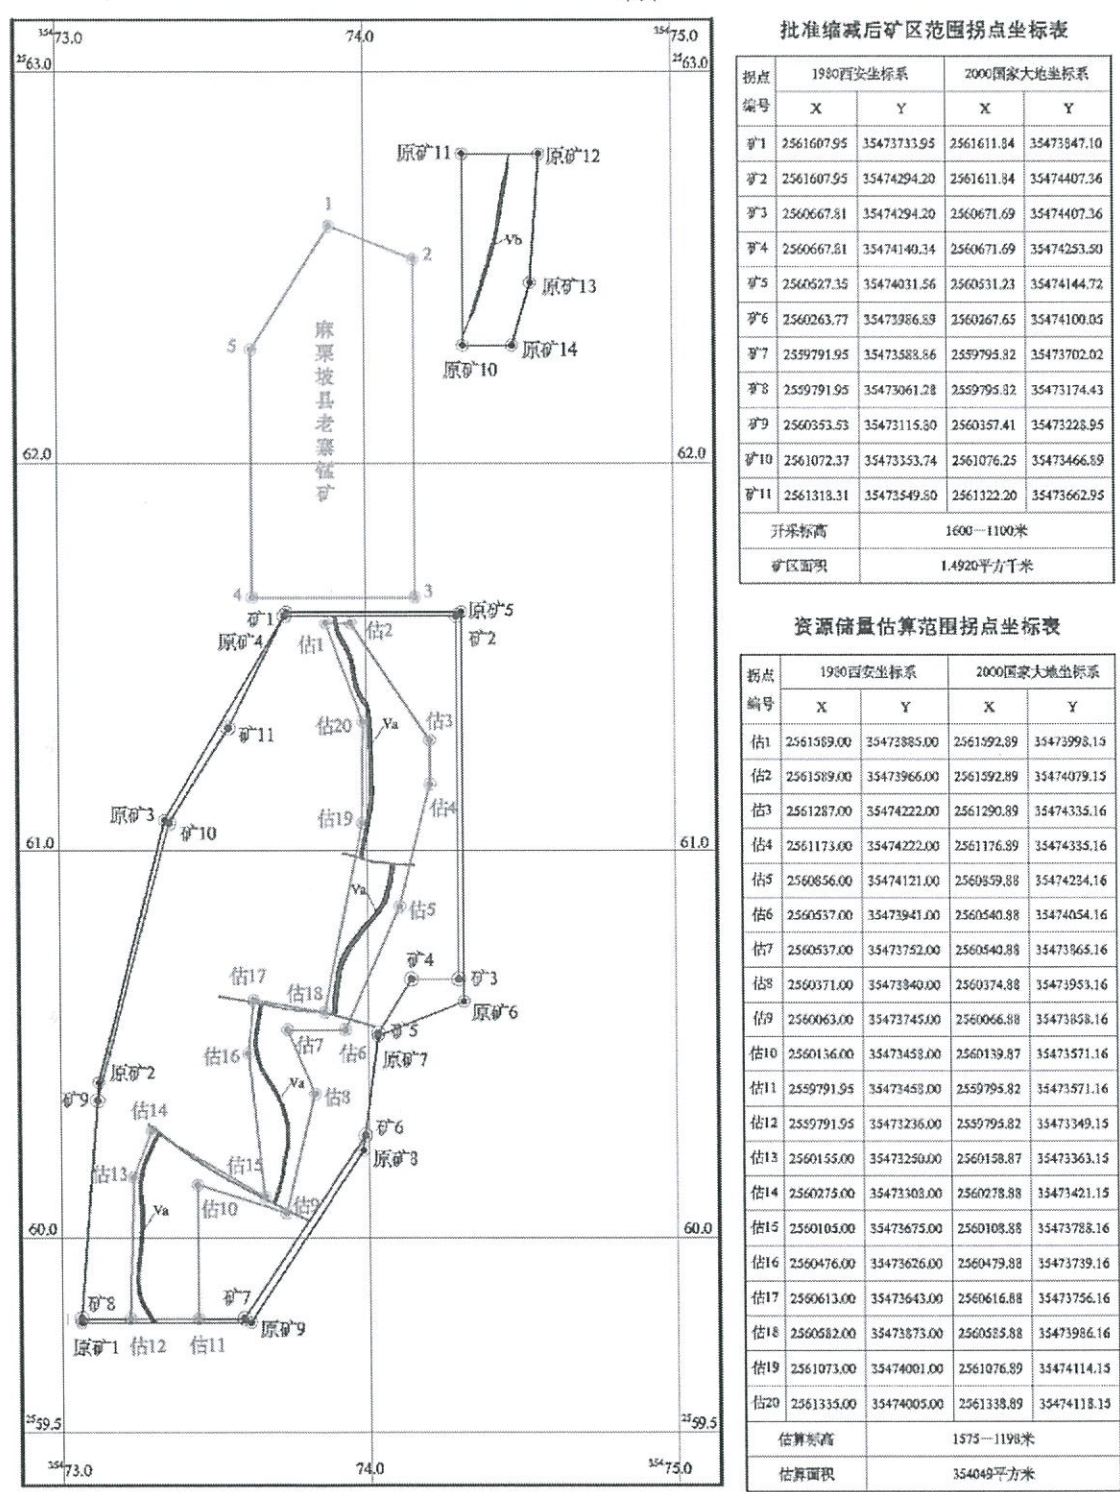 ³⁵⁴73.0 74.0 ³⁵⁴75.0
²⁵63.0 ²⁵63.0
原矿11 原矿12
1
2
Vb
原矿13
5
原矿10 原矿14
麻栗坡县老寨锰矿
62.0 62.0
4 3
矿1 原矿5
原矿4 估1 估2 矿2
估20 Va 估3
矿11
估4
原矿3 矿10 估19
61.0 61.0
Va 估5
矿4 矿3
估17 估18
原矿6
矿5
估7 估6 原矿7
估16
原矿2 Va 估8
矿9
估14 矿6
原矿8
估13 估15
估10 估9
Va
60.0 60.0
矿8 矿7
原矿1 估12 估11 原矿9
²⁵59.5 ²⁵59.5
³⁵⁴73.0 74.0 ³⁵⁴75.0
批准缩减后矿区范围拐点坐标表
拐点编号 1980西安坐标系 2000国家大地坐标系
X Y X Y
矿1 2561607.95 35473733.95 2561611.84 35473847.10
矿2 2561607.95 35474294.20 2561611.84 35474407.36
矿3 2560667.81 35474294.20 2560671.69 35474407.36
矿4 2560667.81 35474140.34 2560671.69 35474253.50
矿5 2560527.35 35474031.56 2560531.23 35474144.72
矿6 2560263.77 35473986.89 2560267.65 35474100.05
矿7 2559791.95 35473588.86 2559795.82 35473702.02
矿8 2559791.95 35473061.28 2559795.82 35473174.43
矿9 2560353.53 35473115.80 2560357.41 35473228.95
矿10 2561072.37 35473353.74 2561076.25 35473466.89
矿11 2561318.31 35473549.80 2561322.20 35473662.95
开采标高 1600—1100米
矿区面积 1.4920平方千米
资源储量估算范围拐点坐标表
拐点编号 1980西安坐标系 2000国家大地坐标系
X Y X Y
估1 2561589.00 35473885.00 2561592.89 35473998.15
估2 2561589.00 35473966.00 2561592.89 35474079.15
估3 2561287.00 35474222.00 2561290.89 35474335.16
估4 2561173.00 35474222.00 2561176.89 35474335.16
估5 2560856.00 35474121.00 2560859.88 35474234.16
估6 2560537.00 35473941.00 2560540.88 35474054.16
估7 2560537.00 35473752.00 2560540.88 35473865.16
估8 2560371.00 35473840.00 2560374.88 35473953.16
估9 2560063.00 35473745.00 2560066.88 35473858.16
估10 2560136.00 35473458.00 2560139.87 35473571.16
估11 2559791.95 35473458.00 2559795.82 35473571.16
估12 2559791.95 35473236.00 2559795.82 35473349.15
估13 2560155.00 35473250.00 2560158.87 35473363.15
估14 2560275.00 35473308.00 2560278.88 35473421.15
估15 2560105.00 35473675.00 2560108.88 35473788.16
估16 2560476.00 35473626.00 2560479.88 35473739.16
估17 2560613.00 35473643.00 2560616.88 35473756.16
估18 2560582.00 35473873.00 2560585.88 35473986.16
估19 2561073.00 35474001.00 2561076.89 35474114.15
估20 2561335.00 35474005.00 2561338.89 35474118.15
估算标高 1575—1198米
估算面积 354049平方米